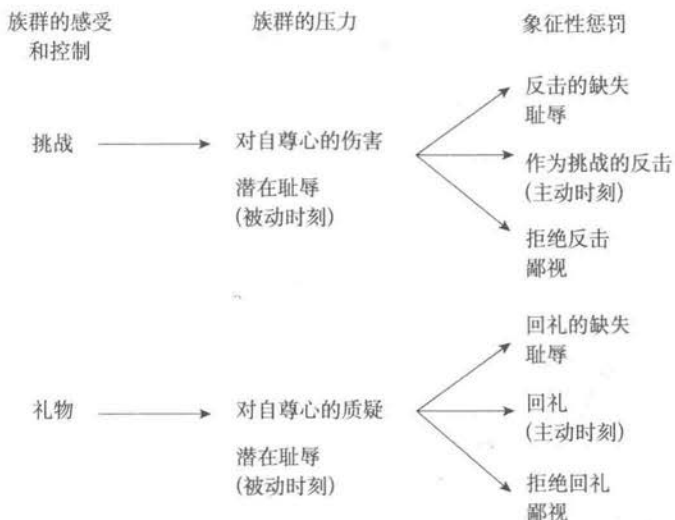 族群的感受
和控制
族群的压力
象征性惩罚
挑战
对自尊心的伤害
潜在耻辱
(被动时刻)
反击的缺失
耻辱
作为挑战的反击
(主动时刻)
拒绝反击
鄙视
礼物
对自尊心的质疑
潜在耻辱
(被动时刻)
回礼的缺失
耻辱
回礼
(主动时刻)
拒绝回礼
鄙视